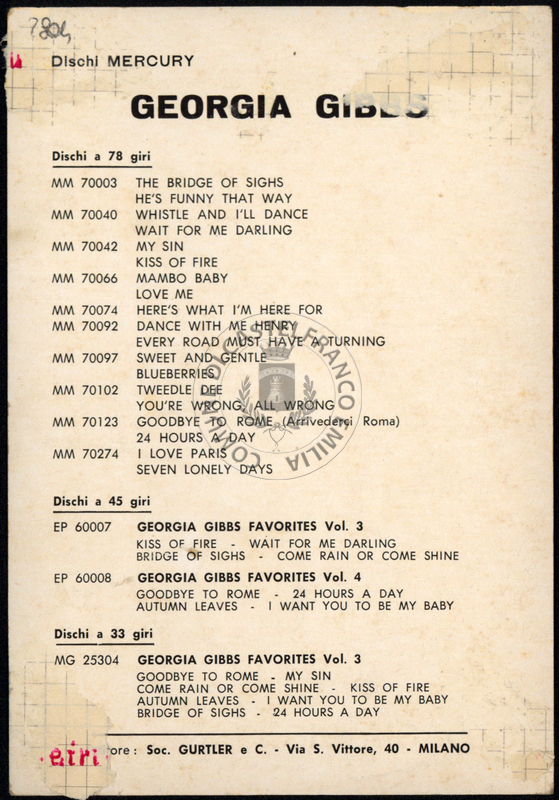 Dischi MERCURY
GEORGIA GIBBS
Dischi a 78 giri
MM 70003 THE BRIDGE OF SIGHS
HE'S FUNNY THAT WAY
MM 70040 WHISTLE AND I'LL DANCE
WAIT FOR ME DARLING
MM 70042 MY SIN
KISS OF FIRE
MM 70066 MAMBO BABY
LOVE ME
MM 70074 HERE'S WHAT I'M HERE FOR
MM 70092 DANCE WITH ME HENRY
EVERY ROAD MUST HAVE A TURNING
MM 70097 SWEET AND GENTLE
BLUEBERRIES
MM 70102 TWEEDLE DEE
YOU'RE WRONG, ALL WRONG
MM 70123 GOODBYE TO ROME (Arrivederci Roma)
24 HOURS A DAY
MM 70274 I LOVE PARIS
SEVEN LONELY DAYS
COMUNE DI CASTELFRANCO EMILIA
Dischi a 45 giri
EP 60007 GEORGIA GIBBS FAVORITES Vol. 3
KISS OF FIRE - WAIT FOR ME DARLING
BRIDGE OF SIGHS - COME RAIN OR COME SHINE
EP 60008 GEORGIA GIBBS FAVORITES Vol. 4
GOODBYE TO ROME - 24 HOURS A DAY
AUTUMN LEAVES - I WANT YOU TO BE MY BABY
Dischi a 33 giri
MG 25304 GEORGIA GIBBS FAVORITES Vol. 3
GOODBYE TO ROME - MY SIN
COME RAIN OR COME SHINE - KISS OF FIRE
AUTUMN LEAVES - I WANT YOU TO BE MY BABY
BRIDGE OF SIGHS - 24 HOURS A DAY
Soc. GURTLER e C. - Via S. Vittore, 40 - MILANO